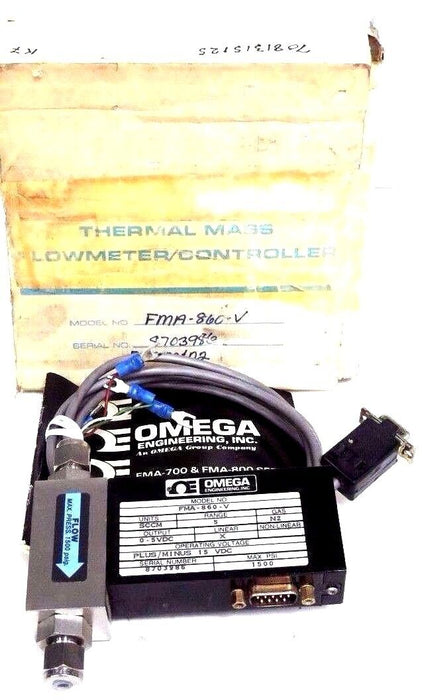 7081315125
KZ
THERMAL MASS
LOWMETER/CONTROLLER
MODEL NO. FMA-860-V
SERIAL NO. 8703986
OMEGA
ENGINEERING, INC.
An OMEGA Group Company
FMA-700 & FMA-800
OMEGA
ENGINEERING, INC.
MODEL NO
FMA-860-V
UNITS RANGE GAS
SCCM 5 N2
OUTPUT LINEAR NON-LINEAR
0-5VDC X
OPERATING VOLTAGE
PLUS/MINUS 15 VDC
SERIAL NUMBER MAX PSI
8703986 1500
FLOW
MAX. PRESS 1500 psig.